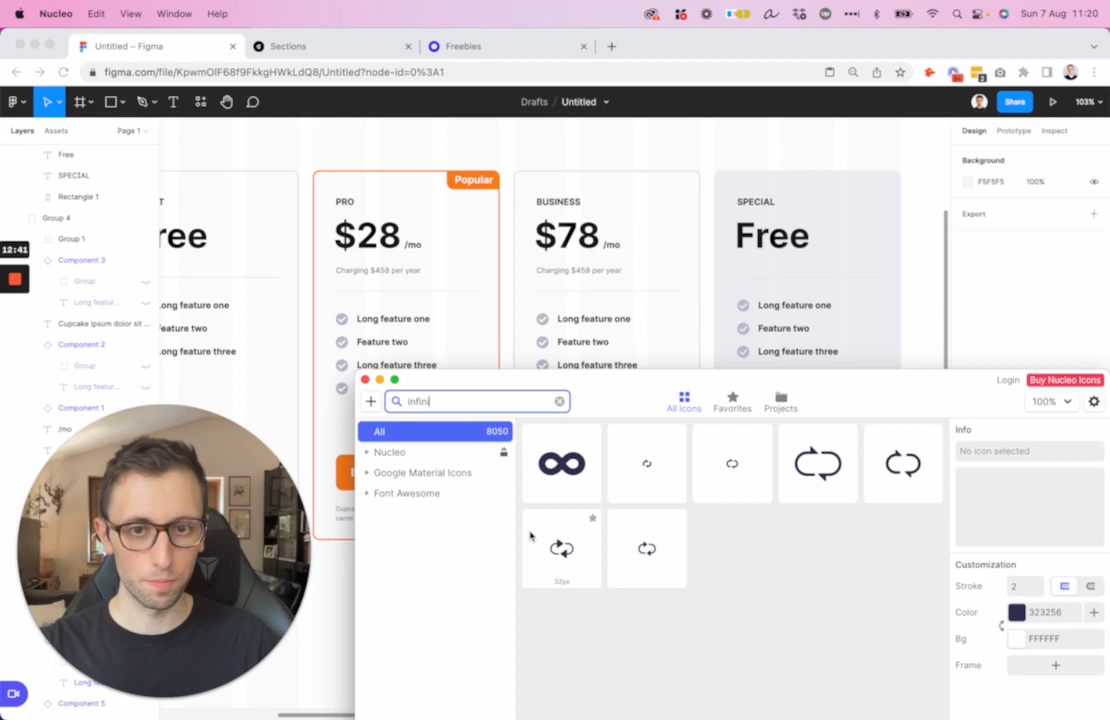 Nucleo Edit View Window Help Sun 7 Aug 11:20
Untitled – Figma Sections Freebies
figma.com/file/KpwmOlF68f9FkkgHWkLdQ8/Untitled?node-id=0%3A1
Drafts / Untitled Share 103%
Layers Assets Page 1 Design Prototype Inspect
Free
SPECIAL
Rectangle 1
Group 4
Group 1
Component 3
Group
Long featur...
Cupcake ipsum dolor sit ...
Component 2
Group
Long featur...
Component 1
/mo
Component 5
12:41
Background
F5F5F5 100%
Export
T
ree
Long feature one
Feature two
Long feature three
Popular
PRO
$28 /mo
Charging $458 per year
Long feature one
Feature two
Long feature three
BUSINESS
$78 /mo
Charging $458 per year
Long feature one
Feature two
Long feature three
SPECIAL
Free
Long feature one
Feature two
Long feature three
Login Buy Nucleo Icons
infini
All Icons Favorites Projects
100%
All 8050
Nucleo
Google Material Icons
Font Awesome
32px
Info
No icon selected
Customization
Stroke 2
Color 323256
Bg FFFFFF
Frame